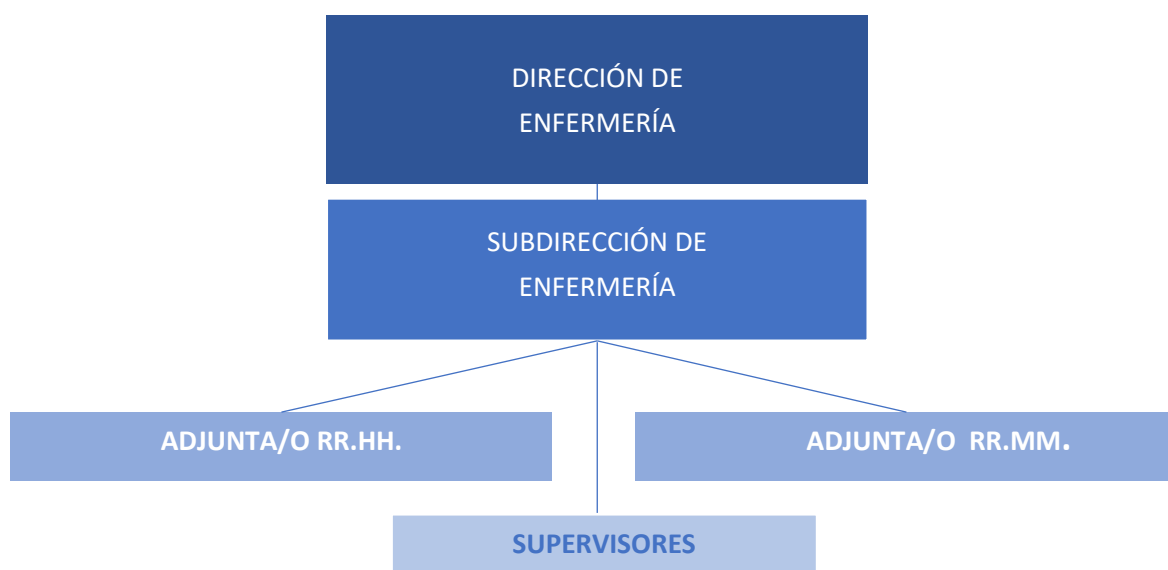 DIRECCIÓN DE
ENFERMERÍA
SUBDIRECCIÓN DE
ENFERMERÍA
ADJUNTA/O RR.HH.
ADJUNTA/O RR.MM.
SUPERVISORES